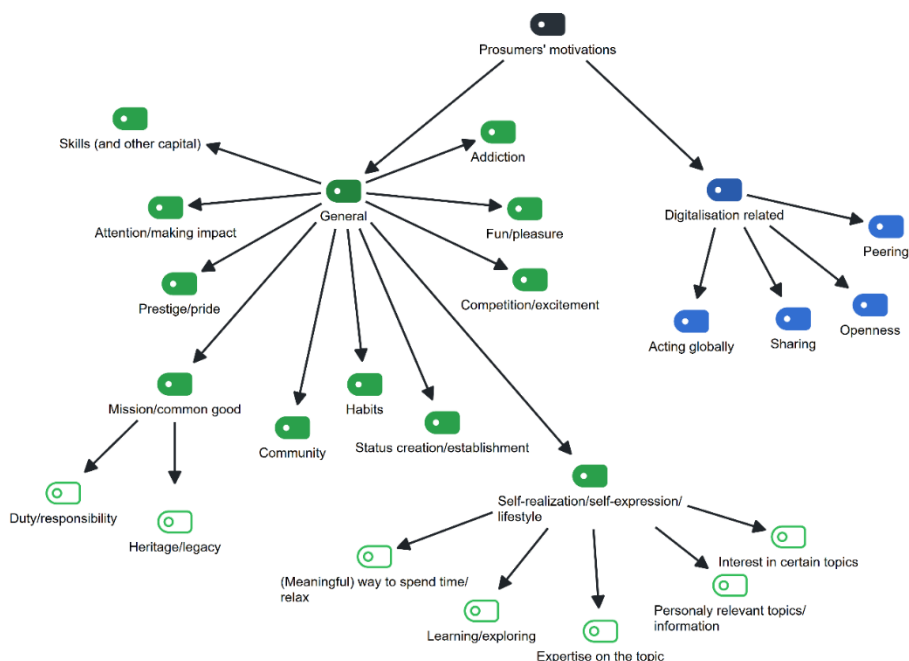 Prosumers' motivations
Skills (and other capital)
Addiction
General
Digitalisation related
Attention/making impact
Fun/pleasure
Peering
Prestige/pride
Competition/excitement
Openness
Acting globally
Sharing
Mission/common good
Habits
Community
Status creation/establishment
Self-realization/self-expression/
lifestyle
Duty/responsibility
Heritage/legacy
Interest in certain topics
(Meaningful) way to spend time/
relax
Personaly relevant topics/
information
Learning/exploring
Expertise on the topic